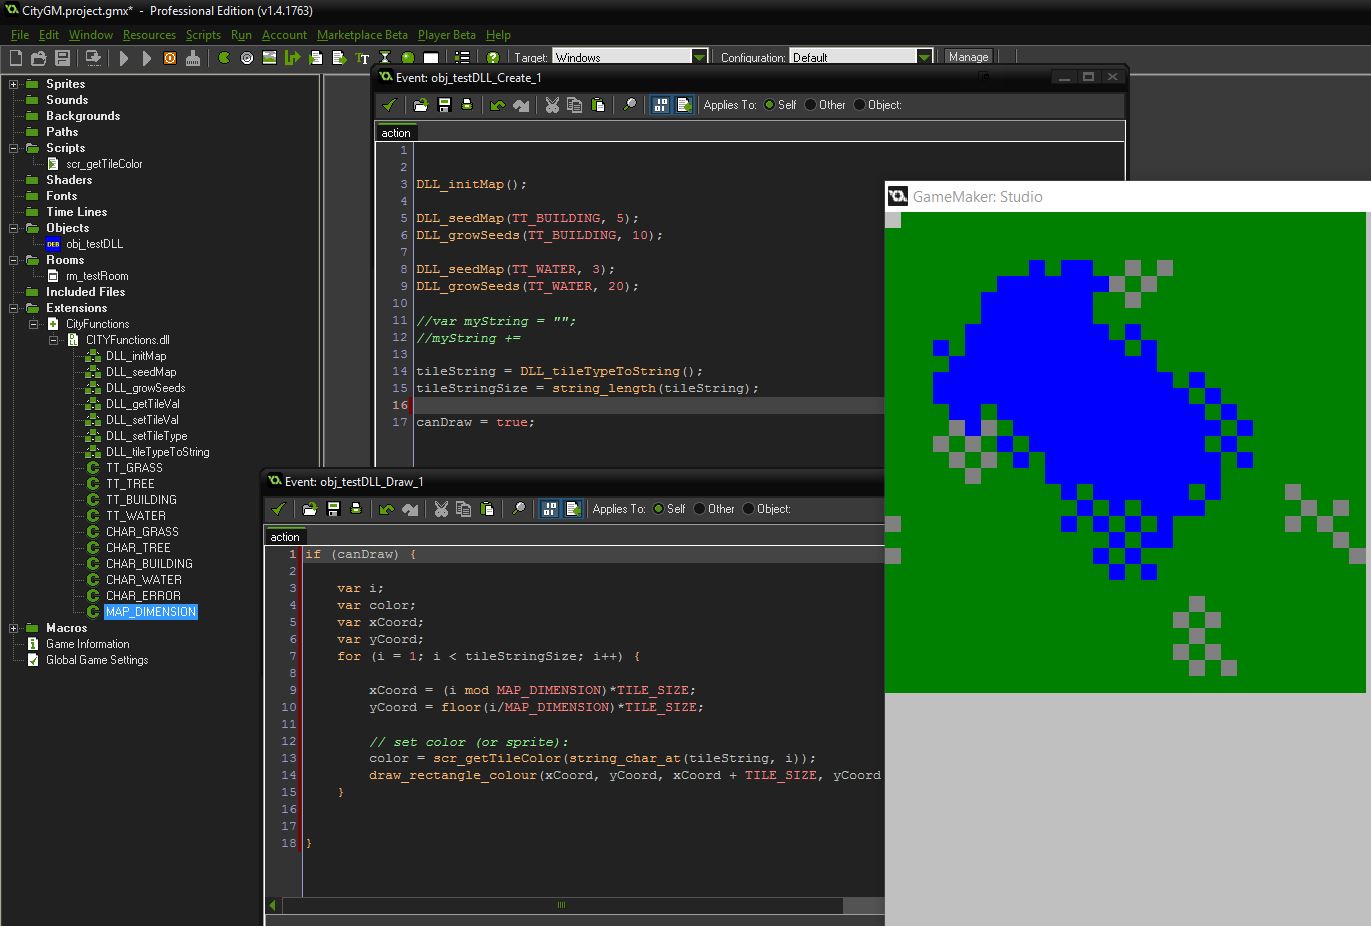 CityGM.project.gmx* - Professional Edition (v1.4.1763)
File Edit Window Resources Scripts Run Account Marketplace Beta Player Beta Help
Target: Windows Configuration: Default Manage
Sprites
Sounds
Backgrounds
Paths
Scripts
scr_getTileColor
Shaders
Fonts
Time Lines
Objects
DEB obj_testDLL
Rooms
rm_testRoom
Included Files
Extensions
CityFunctions
CITYFunctions.dll
DLL_initMap
DLL_seedMap
DLL_growSeeds
DLL_getTileVal
DLL_setTileVal
DLL_setTileType
DLL_tileTypeToString
TT_GRASS
TT_TREE
TT_BUILDING
TT_WATER
CHAR_GRASS
CHAR_TREE
CHAR_BUILDING
CHAR_WATER
CHAR_ERROR
MAP_DIMENSION
Macros
Game Information
Global Game Settings
Event: obj_testDLL_Create_1
Applies To: Self Other Object:
action
1
2
3 DLL_initMap();
4
5 DLL_seedMap(TT_BUILDING, 5);
6 DLL_growSeeds(TT_BUILDING, 10);
7
8 DLL_seedMap(TT_WATER, 3);
9 DLL_growSeeds(TT_WATER, 20);
10
11 //var myString = "";
12 //myString +=
13
14 tileString = DLL_tileTypeToString();
15 tileStringSize = string_length(tileString);
16
17 canDraw = true;
Event: obj_testDLL_Draw_1
Applies To: Self Other Object:
action
1 if (canDraw) {
2
3 var i;
4 var color;
5 var xCoord;
6 var yCoord;
7 for (i = 1; i < tileStringSize; i++) {
8
9 xCoord = (i mod MAP_DIMENSION)*TILE_SIZE;
10 yCoord = floor(i/MAP_DIMENSION)*TILE_SIZE;
11
12 // set color (or sprite):
13 color = scr_getTileColor(string_char_at(tileString, i));
14 draw_rectangle_colour(xCoord, yCoord, xCoord + TILE_SIZE, yCoord
15 }
16
17
18 }
GameMaker: Studio